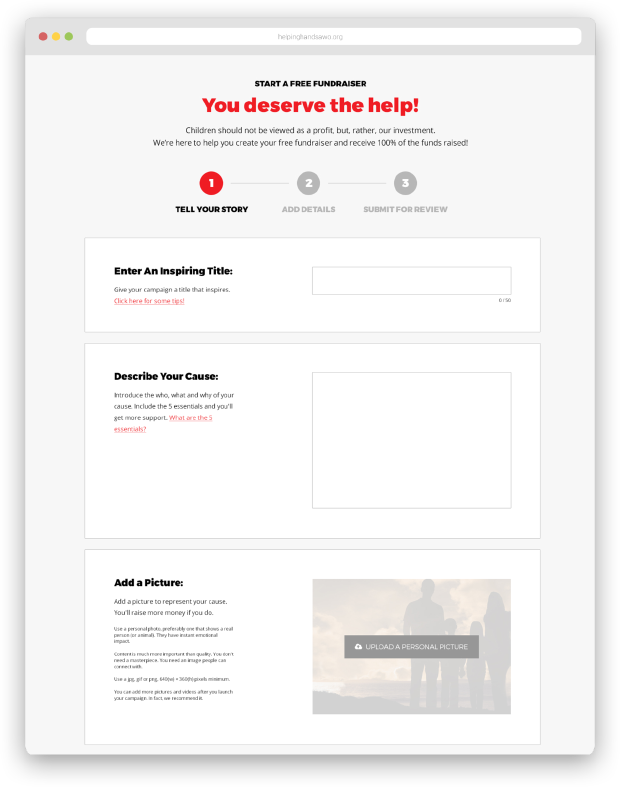 helpinghandsawo.org
START A FREE FUNDRAISER
You deserve the help!
Children should not be viewed as a profit, but, rather, our investment.
We're here to help you create your free fundraiser and receive 100% of the funds raised!
1
2
3
TELL YOUR STORY
ADD DETAILS
SUBMIT FOR REVIEW
Enter An Inspiring Title:
Give your campaign a title that inspires.
Click here for some tips!
0 / 50
Describe Your Cause:
Introduce the who, what and why of your
cause. Include the 5 essentials and you'll
get more support. What are the 5
essentials?
Add a Picture:
Add a picture to represent your cause.
You'll raise more money if you do.
Use a personal photo, preferably one that shows a real
person (or animal). They have instant emotional
impact.
Content is much more important than quality. You don't
need a masterpiece. You need an image people can
connect with.
Use a jpg, gif or png, 640(w) × 360(h) pixels minimum.
You can add more pictures and videos after you launch
your campaign. In fact, we recommend it.
UPLOAD A PERSONAL PICTURE